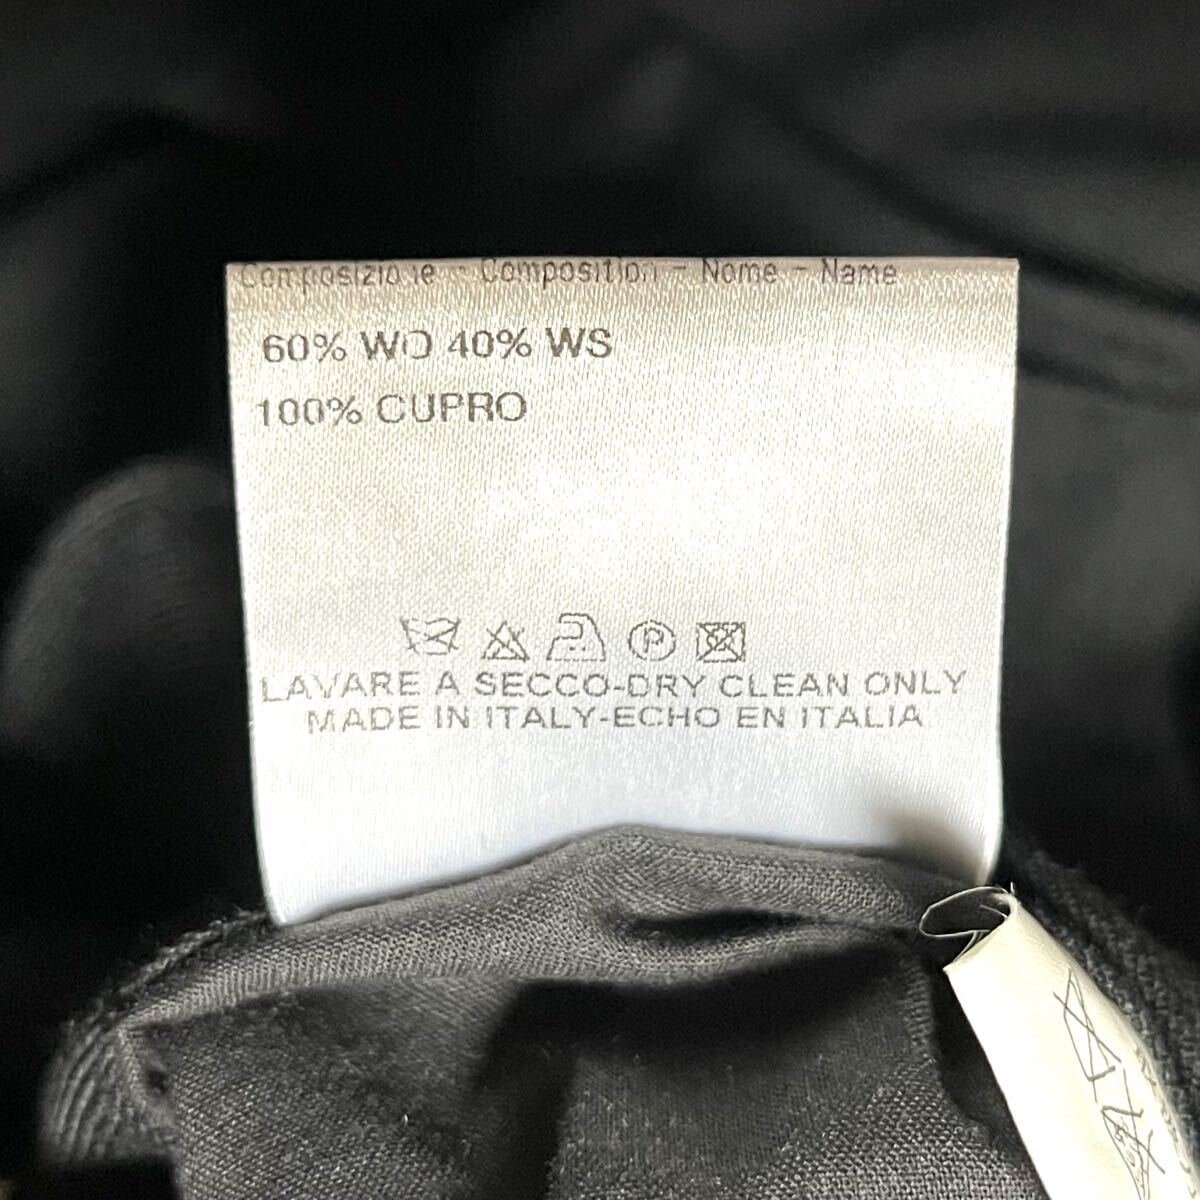 Composizione - Composition - Nome - Name
60% WO 40% WS
100% CUPRO
P
LAVARE A SECCO-DRY CLEAN ONLY
MADE IN ITALY-ECHO EN ITALIA